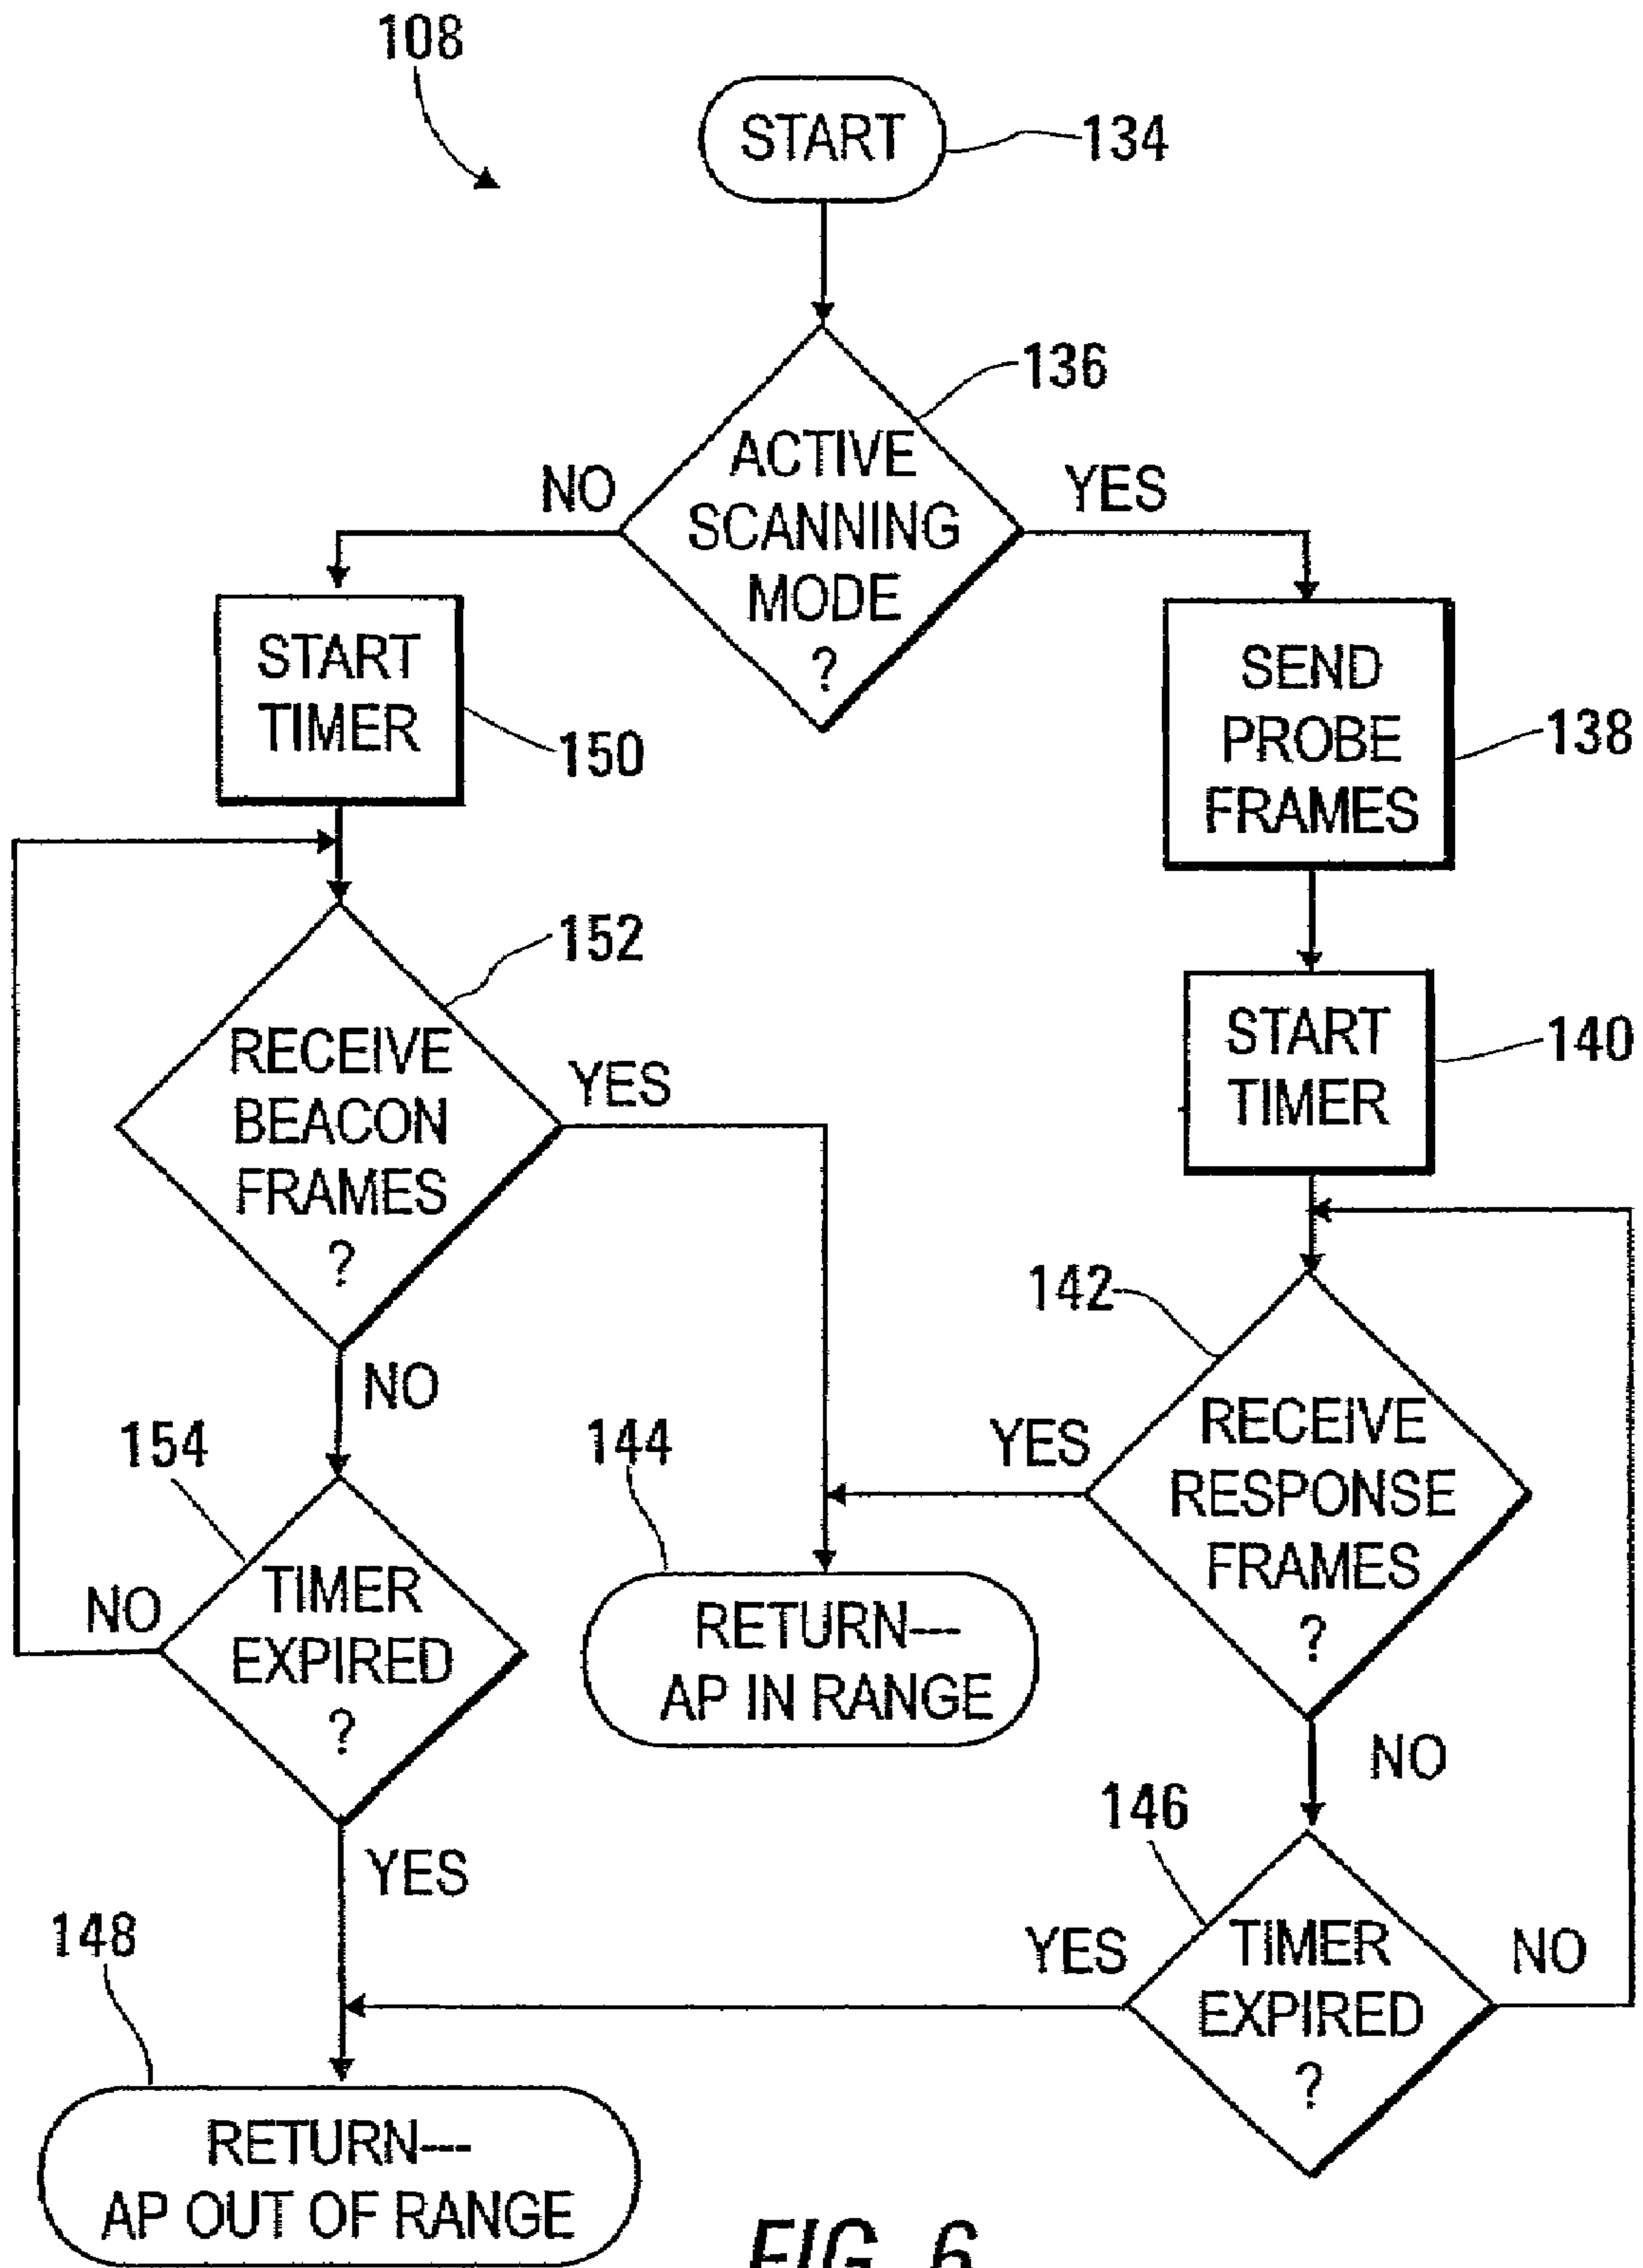 108
START
134
136
ACTIVE
SCANNING
MODE
?
NO
YES
START
TIMER
150
SEND
PROBE
FRAMES
138
152
RECEIVE
BEACON
FRAMES
?
YES
NO
START
TIMER
140
142
RECEIVE
RESPONSE
FRAMES
?
YES
NO
144
RETURN---
AP IN RANGE
154
TIMER
EXPIRED
?
NO
YES
146
TIMER
EXPIRED
?
YES
NO
148
RETURN---
AP OUT OF RANGE
FIG. 6